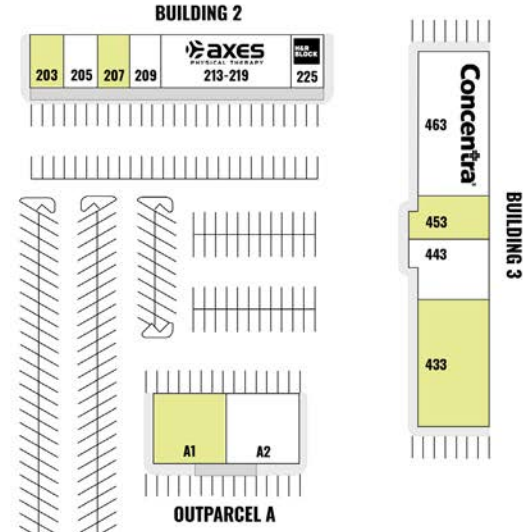 BUILDING 2
axes
PHYSICAL THERAPY
H&R
BLOCK
203 205 207 209 213-219 225
Concentra
463
453
443
433
BUILDING 3
A1 A2
OUTPARCEL A